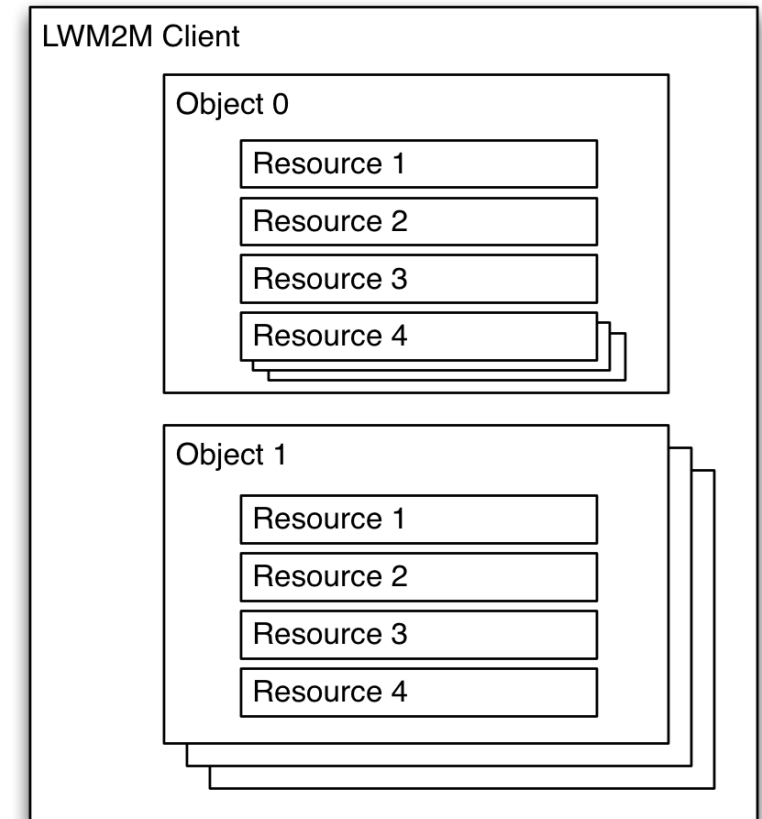 LWM2M Client
Object 0
Resource 1
Resource 2
Resource 3
Resource 4
Object 1
Resource 1
Resource 2
Resource 3
Resource 4